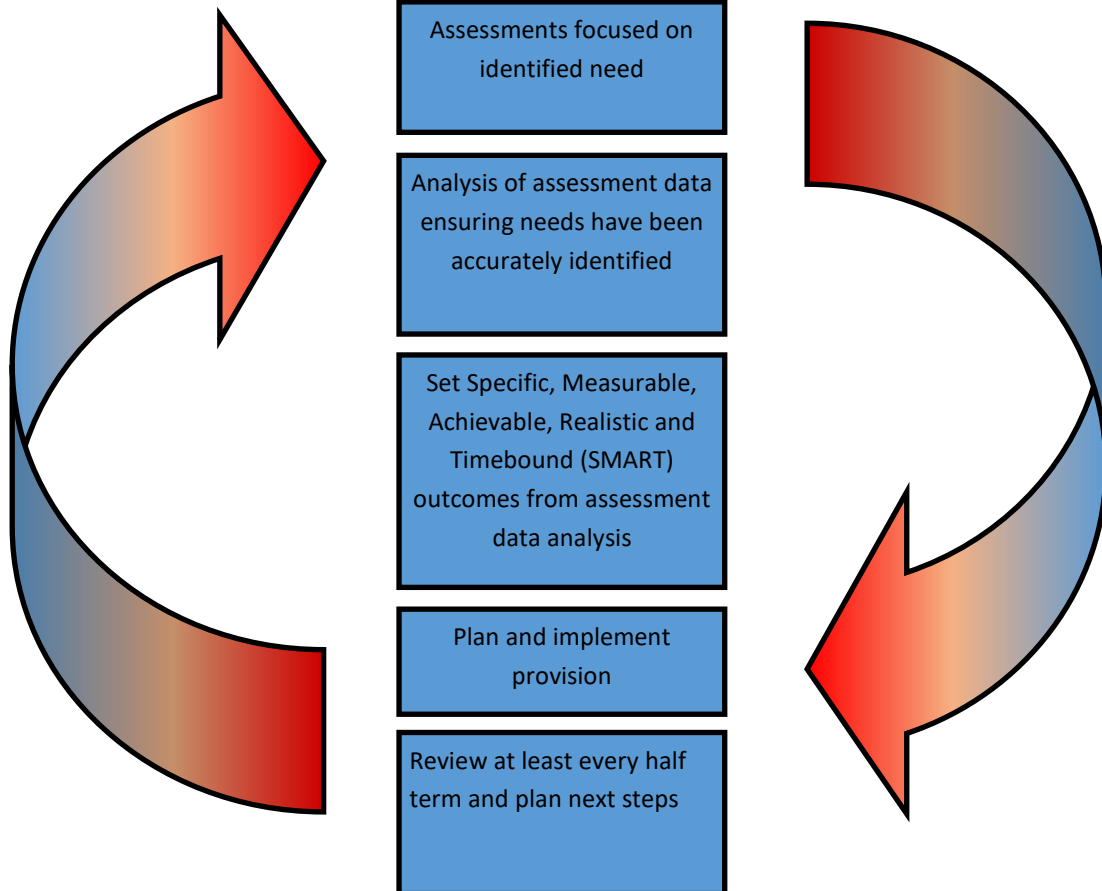 Assessments focused on
identified need
Analysis of assessment data
ensuring needs have been
accurately identified
Set Specific, Measurable,
Achievable, Realistic and
Timebound (SMART)
outcomes from assessment
data analysis
Plan and implement
provision
Review at least every half
term and plan next steps